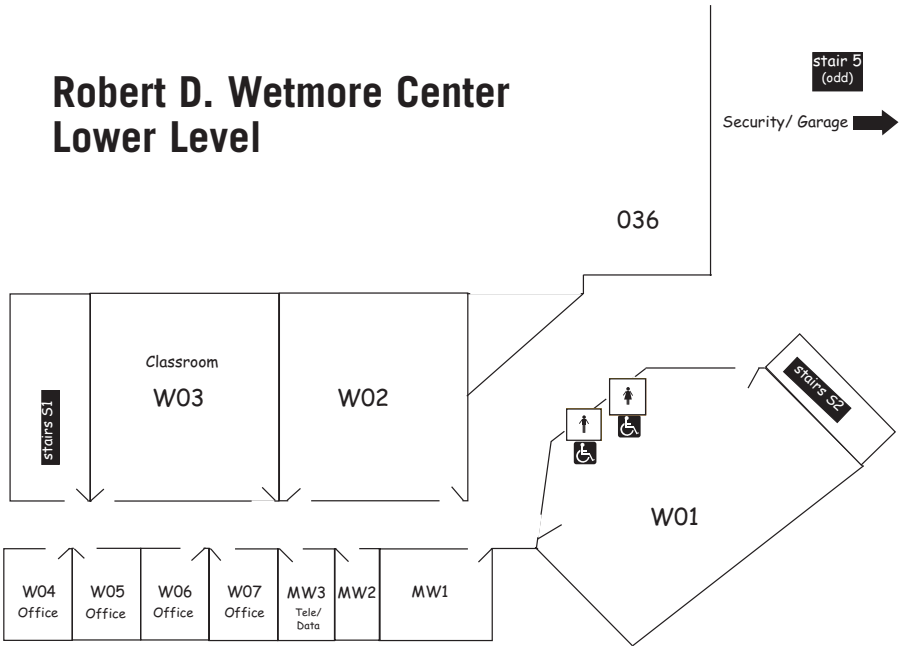 Robert D. Wetmore Center
Lower Level
stair 5
(odd)
Security/ Garage
036
Classroom
W03
W02
stairs S1
stairs S2
W01
W04
Office
W05
Office
W06
Office
W07
Office
MW3
Tele/
Data
MW2
MW1